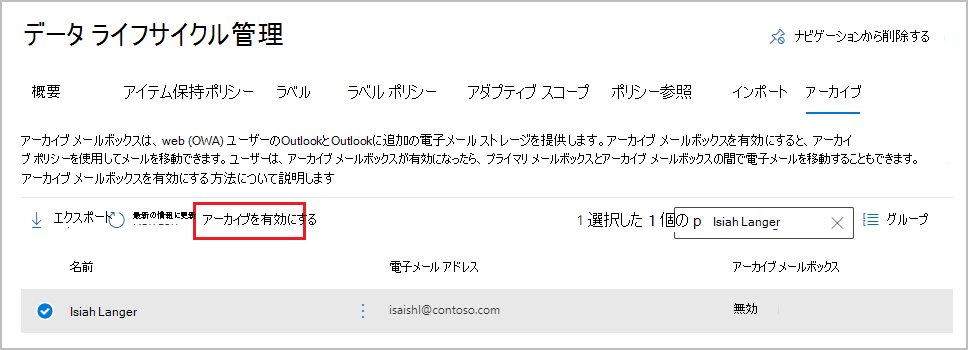 データ ライフサイクル管理
ナビゲーションから削除する
概要 アイテム保持ポリシー ラベル ラベル ポリシー アダプティブ スコープ ポリシー参照 インポート アーカイブ
アーカイブ メールボックスは、web (OWA) ユーザーのOutlookとOutlookに追加の電子メール ストレージを提供します。アーカイブ メールボックスを有効にすると、アーカイ
ブ ポリシーを使用してメールを移動できます。ユーザーは、アーカイブ メールボックスが有効になったら、プライマリ メールボックスとアーカイブ メールボックスの間で電子メールを移動することもできます。
アーカイブ メールボックスを有効にする方法について説明します
エクスポート 最新の情報に更新 アーカイブを有効にする 1 選択した 1 個の p Isiah Langer グループ
名前 電子メール アドレス アーカイブ メールボックス
Isiah Langer isaishl@contoso.com 無効